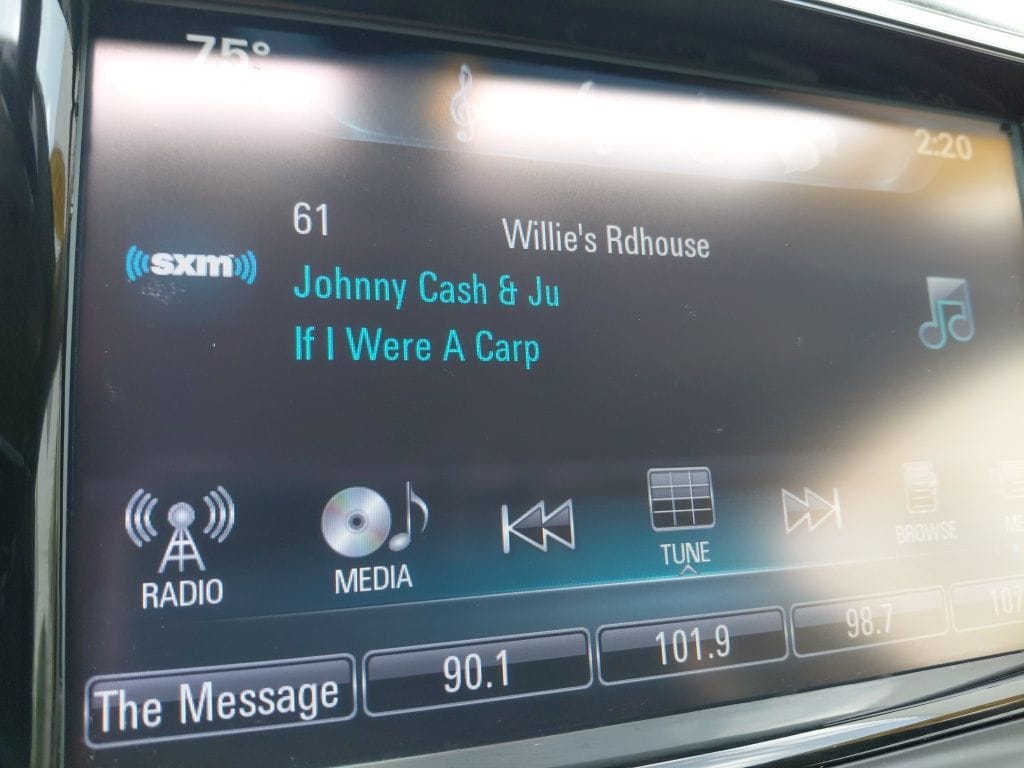 75°
2:20
61
Willie's Rdhouse
sxm
Johnny Cash & Ju
If I Were A Carp
RADIO
MEDIA
TUNE
BROWSE
The Message
90.1
101.9
98.7